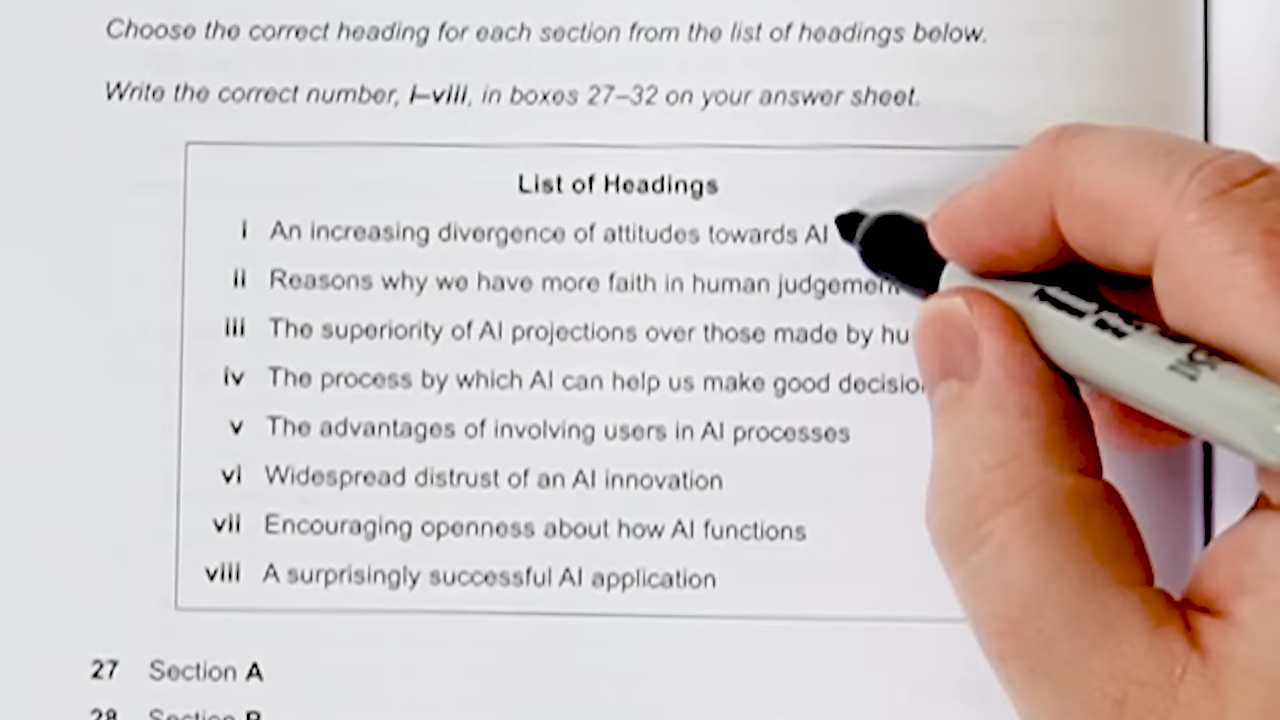 Choose the correct heading for each section from the list of headings below.
Write the correct number, i–viii, in boxes 27–32 on your answer sheet.
List of Headings
i An increasing divergence of attitudes towards AI
ii Reasons why we have more faith in human
iii The superiority of AI projections over those made by
iv The process by which AI can help us make good
v The advantages of involving users in AI processes
vi Widespread distrust of an AI innovation
vii Encouraging openness about how AI functions
viii A surprisingly successful AI application
27 Section A
28 Section B